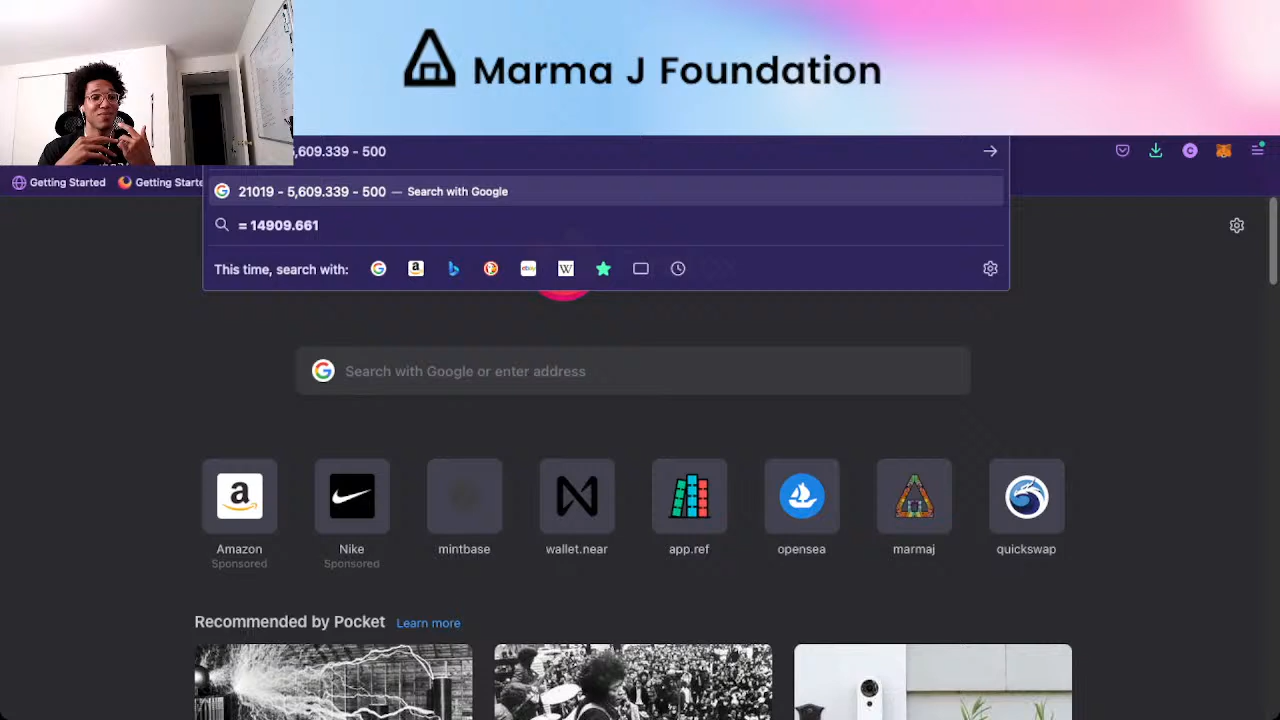 Marma J Foundation
5,609.339 - 500
Getting Started
Getting Starte
21019 - 5,609.339 - 500 — Search with Google
= 14909.661
This time, search with:
Search with Google or enter address
Amazon
Sponsored
Nike
Sponsored
mintbase
wallet.near
app.ref
opensea
marmaj
quickswap
Recommended by Pocket
Learn more